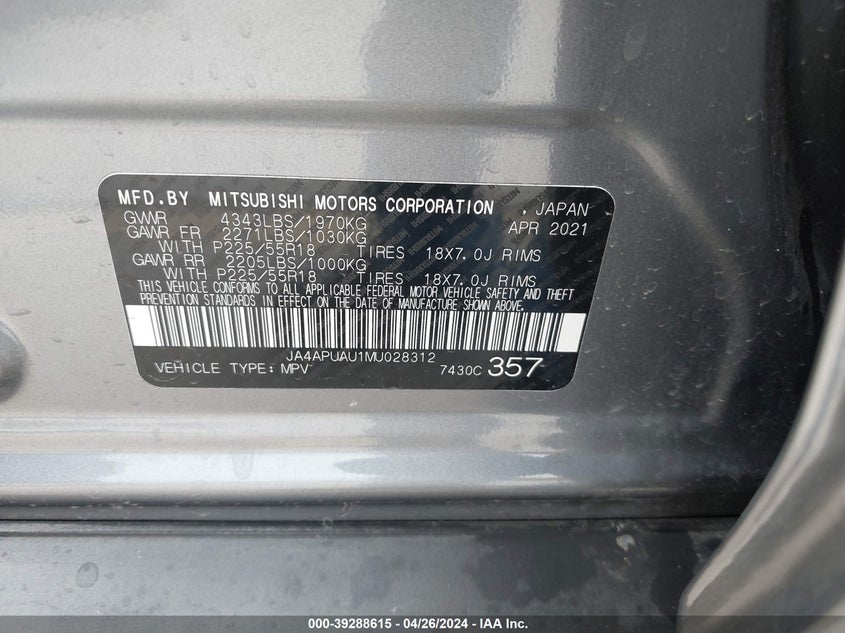 MFD.BY MITSUBISHI MOTORS CORPORATION , JAPAN
GVWR 4343LBS/1970KG APR 2021
GAWR FR 2271LBS/1030KG
WITH P225/55R18 TIRES 18X7.0J RIMS
GAWR RR 2205LBS/1000KG
WITH P225/55R18 TIRES 18X7.0J RIMS
THIS VEHICLE CONFORMS TO ALL APPLICABLE FEDERAL MOTOR VEHICLE SAFETY AND THEFT
PREVENTION STANDARDS IN EFFECT ON THE DATE OF MANUFACTURE SHOWN ABOVE.
JA4APUAU1MU028312
VEHICLE TYPE: MPV 7430C 357
000-39288615 - 04/26/2024 - IAAI.com